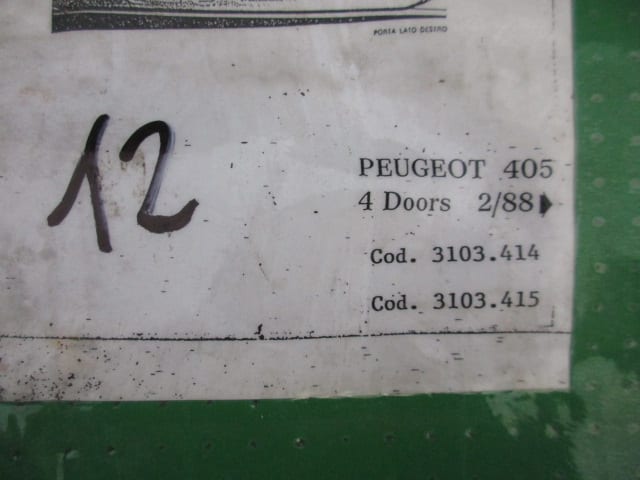 PORTA LATO DESTRO
12
PEUGEOT 405
4 Doors 2/88
Cod. 3103.414
Cod. 3103.415